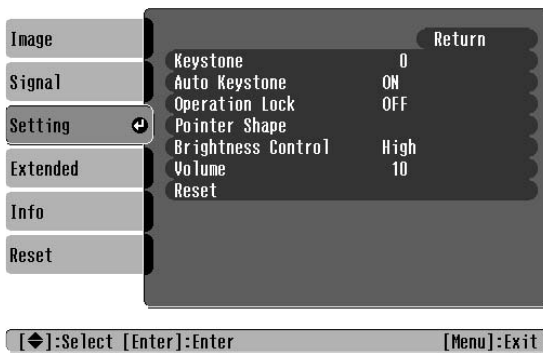 Image
Signal
Setting
Extended
Info
Reset
Return
Keystone 0
Auto Keystone ON
Operation Lock OFF
Pointer Shape
Brightness Control High
Volume 10
Reset
[◆]:Select [Enter]:Enter [Menu]:Exit